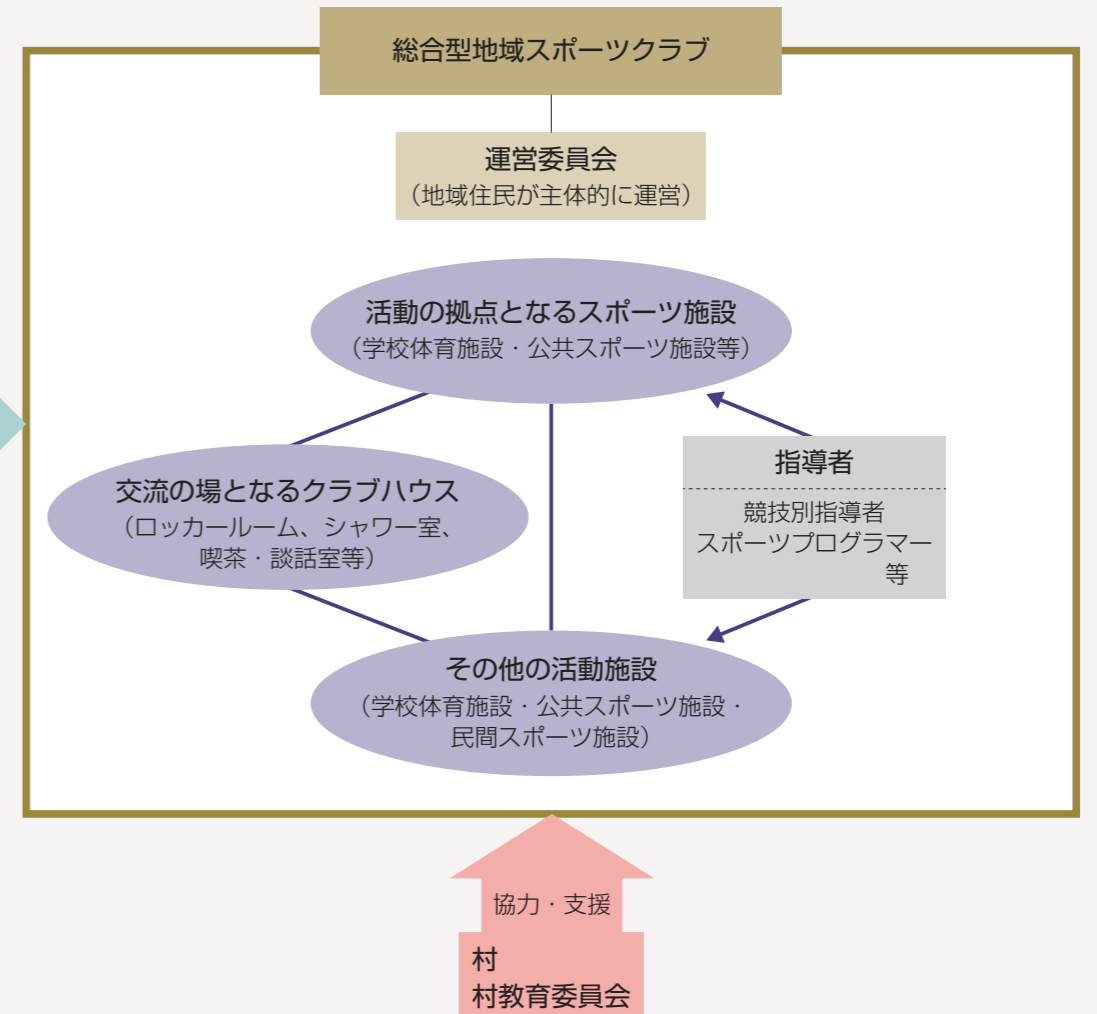 総合型地域スポーツクラブ
運営委員会
（地域住民が主体的に運営）
活動の拠点となるスポーツ施設
（学校体育施設・公共スポーツ施設等）
交流の場となるクラブハウス
（ロッカールーム、シャワー室、
喫茶・談話室等）
指導者
競技別指導者
スポーツプログラマー
等
その他の活動施設
（学校体育施設・公共スポーツ施設・
民間スポーツ施設）
協力・支援
村
村教育委員会